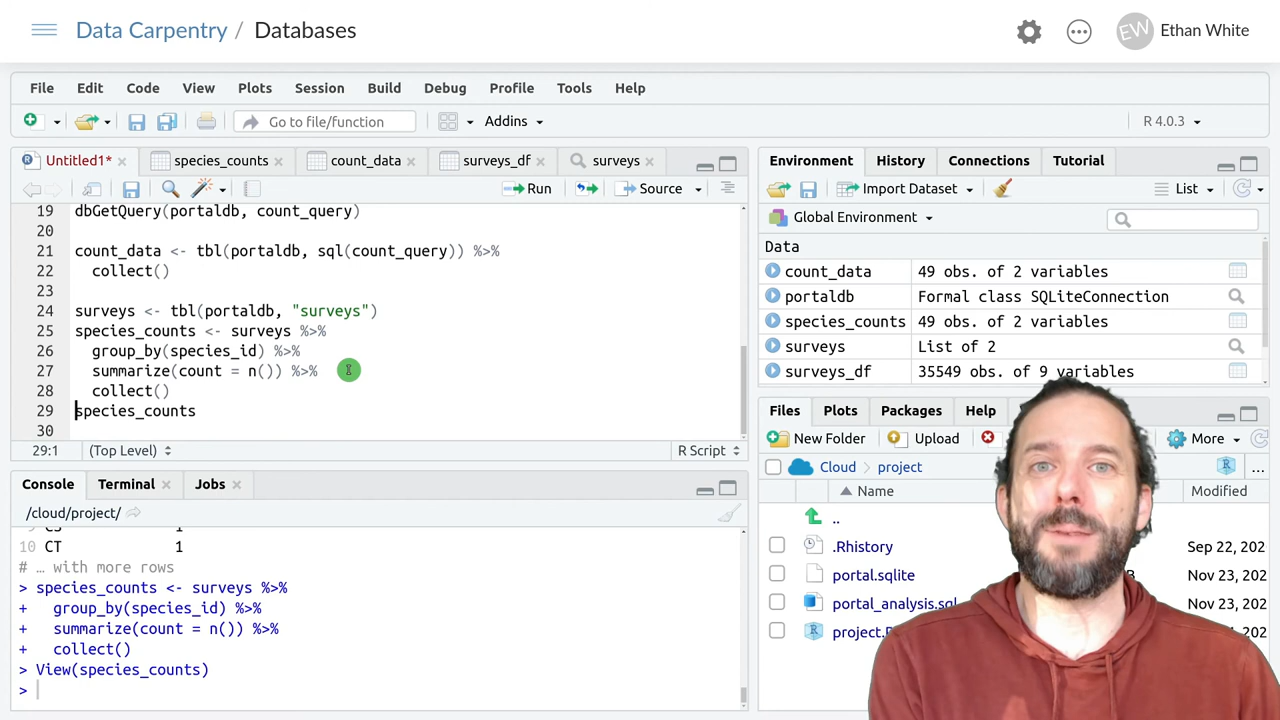 Data Carpentry / Databases
EW Ethan White
File Edit Code View Plots Session Build Debug Profile Tools Help
Go to file/function Addins R 4.0.3
Untitled1* species_counts count_data surveys_df surveys
Run Source
19 dbGetQuery(portaldb, count_query)
20
21 count_data <- tbl(portaldb, sql(count_query)) %>%
22 collect()
23
24 surveys <- tbl(portaldb, "surveys")
25 species_counts <- surveys %>%
26 group_by(species_id) %>%
27 summarize(count = n()) %>%
28 collect()
29 species_counts
30
29:1 (Top Level) R Script
Console Terminal Jobs
/cloud/project/
10 CT 1
# … with more rows
> species_counts <- surveys %>%
+ group_by(species_id) %>%
+ summarize(count = n()) %>%
+ collect()
> View(species_counts)
>
Environment History Connections Tutorial
Import Dataset List
Global Environment
Data
count_data 49 obs. of 2 variables
portaldb Formal class SQLiteConnection
species_counts 49 obs. of 2 variables
surveys List of 2
surveys_df 35549 obs. of 9 variables
Files Plots Help
New Folder Upload More
Cloud project ...
Name Modified
..
.Rhistory Sep 22, 202
portal.sqlite Nov 23, 202
portal_analysis.sql Nov 23, 202